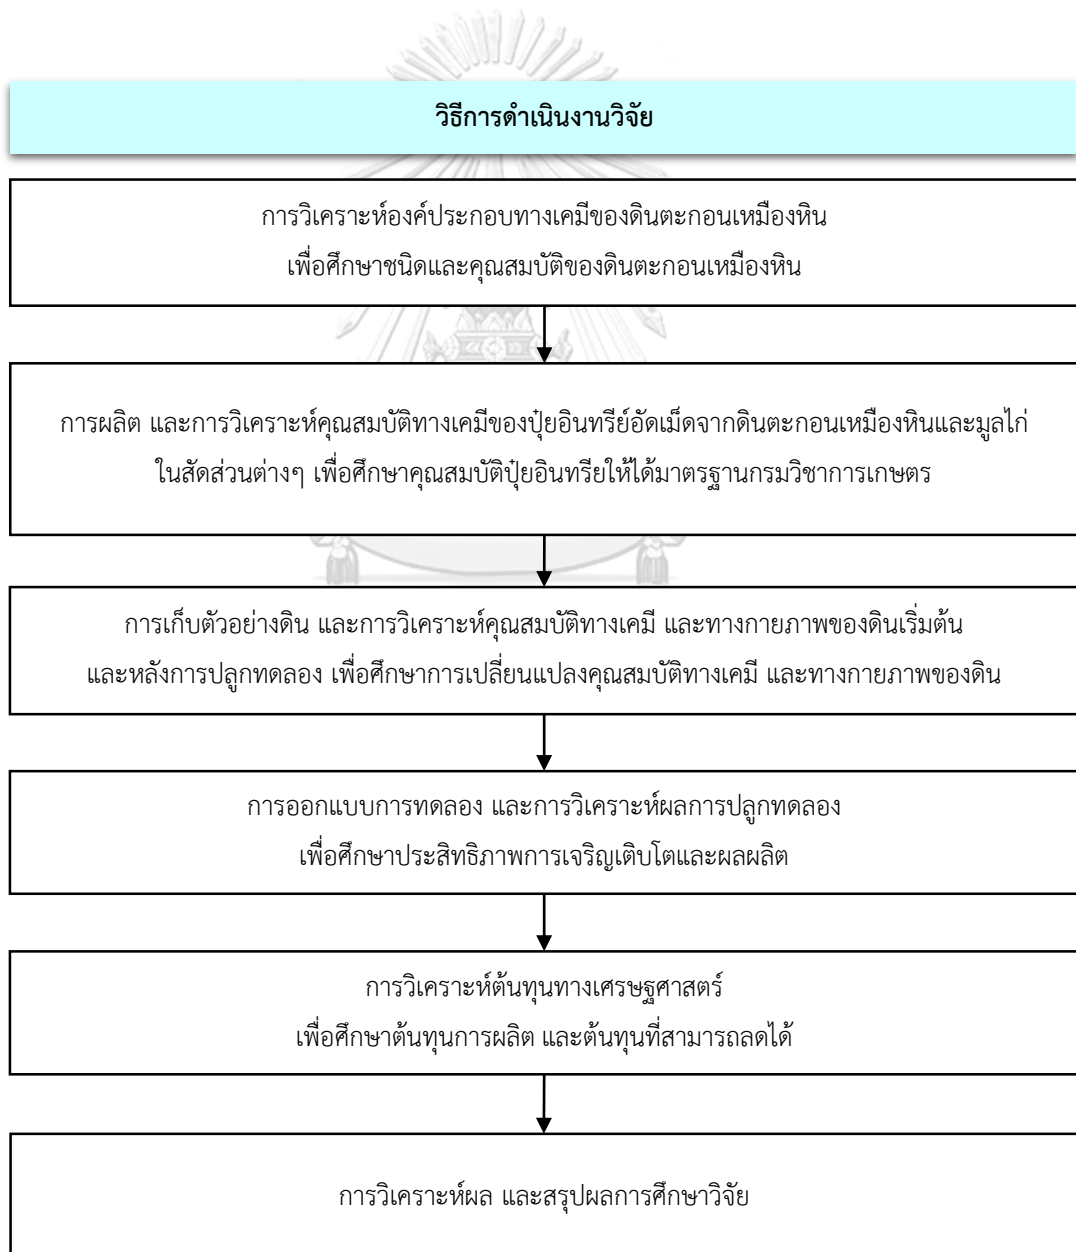 วิธีการดำเนินงานวิจัย
การวิเคราะห์องค์ประกอบทางเคมีของดินตะกอนเหมืองหิน
เพื่อศึกษาชนิดและคุณสมบัติของดินตะกอนเหมืองหิน
การผลิต และการวิเคราะห์คุณสมบัติทางเคมีของปุ๋ยอินทรีย์อัดเม็ดจากดินตะกอนเหมืองหินและมูลไก่
ในสัดส่วนต่างๆ เพื่อศึกษาคุณสมบัติปุ๋ยอินทรียให้ได้มาตรฐานกรมวิชาการเกษตร
การเก็บตัวอย่างดิน และการวิเคราะห์คุณสมบัติทางเคมี และทางกายภาพของดินเริ่มต้น
และหลังการปลูกทดลอง เพื่อศึกษาการเปลี่ยนแปลงคุณสมบัติทางเคมี และทางกายภาพของดิน
การออกแบบการทดลอง และการวิเคราะห์ผลการปลูกทดลอง
เพื่อศึกษาประสิทธิภาพการเจริญเติบโตและผลผลิต
การวิเคราะห์ต้นทุนทางเศรษฐศาสตร์
เพื่อศึกษาต้นทุนการผลิต และต้นทุนที่สามารถลดได้
การวิเคราะห์ผล และสรุปผลการศึกษาวิจัย